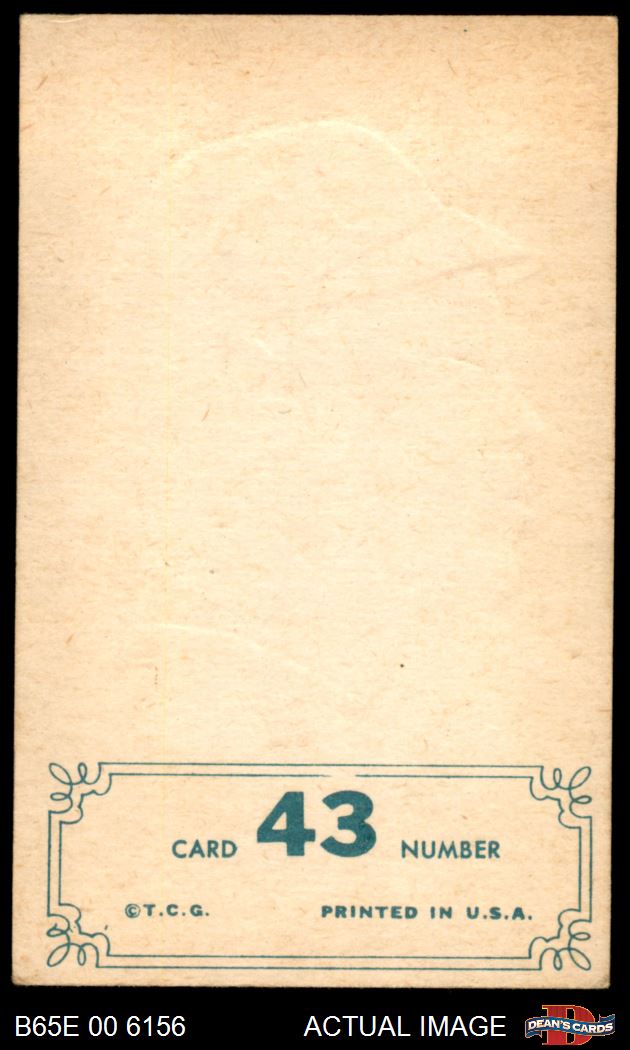 CARD 43 NUMBER
©T.C.G. PRINTED IN U.S.A.
B65E 00 6156 ACTUAL IMAGE DEAN'S CARDS